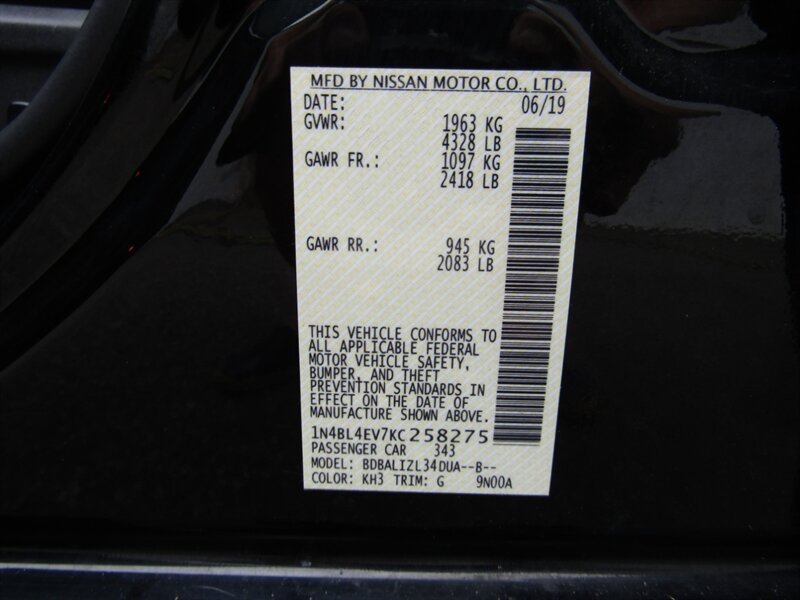 MFD BY NISSAN MOTOR CO., LTD.
DATE: 06/19
GVWR: 1963 KG
4328 LB
GAWR FR.: 1097 KG
2418 LB
GAWR RR.: 945 KG
2083 LB
THIS VEHICLE CONFORMS TO
ALL APPLICABLE FEDERAL
MOTOR VEHICLE SAFETY,
BUMPER, AND THEFT
PREVENTION STANDARDS IN
EFFECT ON THE DATE OF
MANUFACTURE SHOWN ABOVE.
1N4BL4EV7KC258275
PASSENGER CAR 343
MODEL: BDBALIZL34DUA--B--
COLOR: KH3 TRIM: G 9N00A